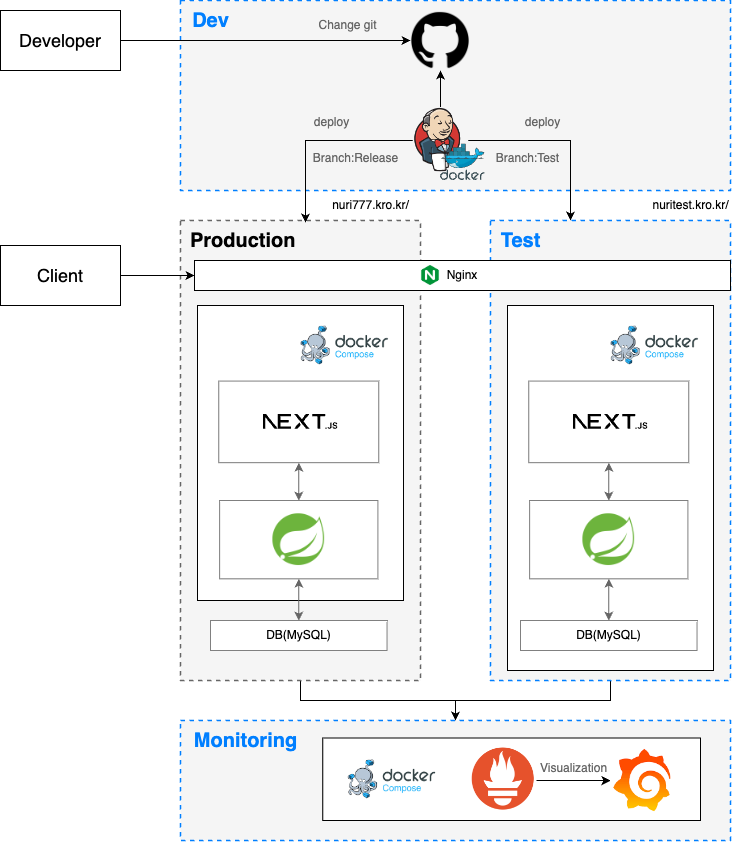 Dev
Developer
Change git
deploy
deploy
Branch:Release
Branch:Test
docker
nuri777.kro.kr/
nuritest.kro.kr/
Production
Test
Client
Nginx
docker
Compose
docker
Compose
NEXT.JS
NEXT.JS
DB(MySQL)
DB(MySQL)
Monitoring
docker
Compose
Visualization